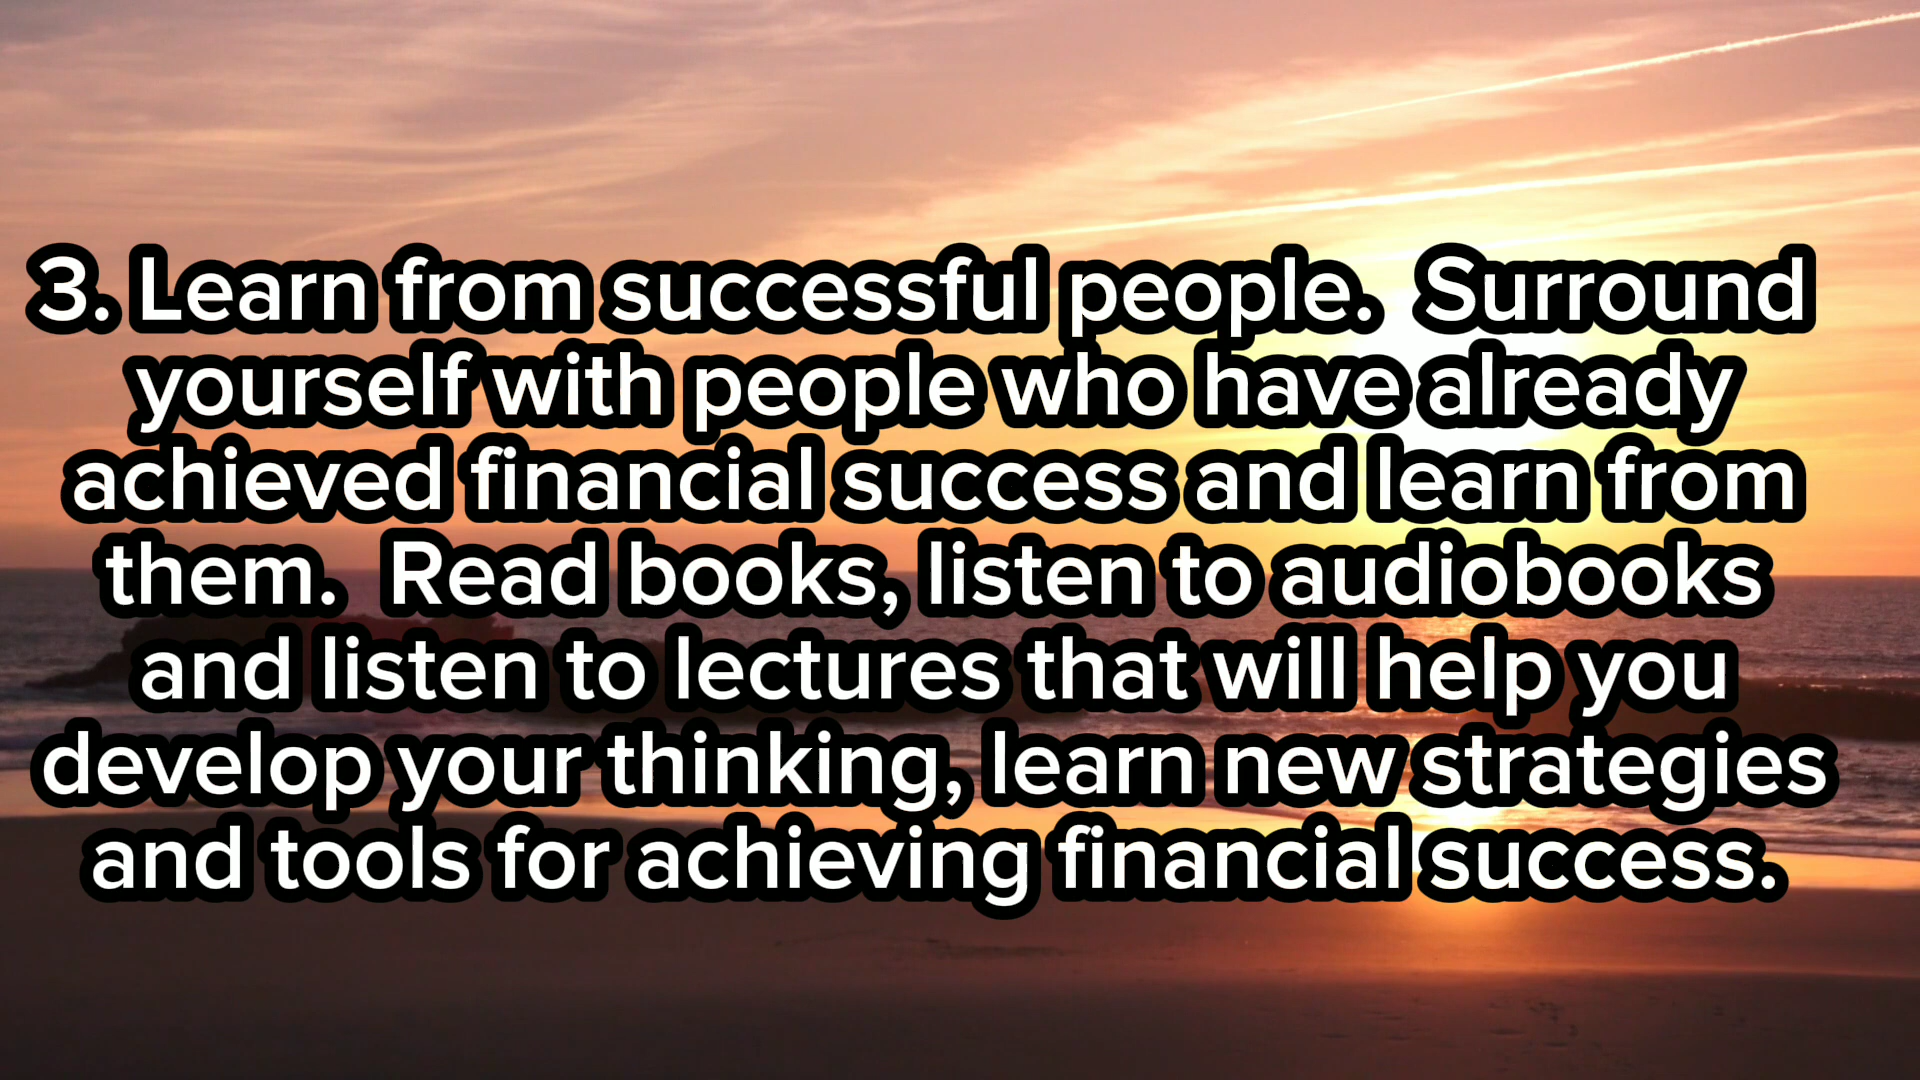 3. Learn from successful people.  Surround
yourself with people who have already
achieved financial success and learn from
them.  Read books, listen to audiobooks
and listen to lectures that will help you
develop your thinking, learn new strategies
and tools for achieving financial success.